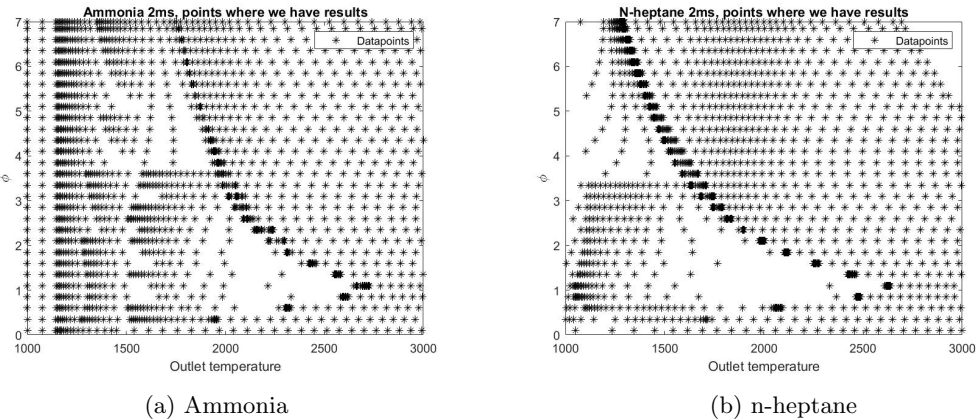 Ammonia 2ms, points where we have results
Datapoints
7
6
5
4
3
2
1
0
ϕ
1000
1500
2000
2500
3000
Outlet temperature
(a) Ammonia
N-heptane 2ms, points where we have results
Datapoints
7
6
5
4
3
2
1
0
ϕ
1000
1500
2000
2500
3000
Outlet temperature
(b) n-heptane